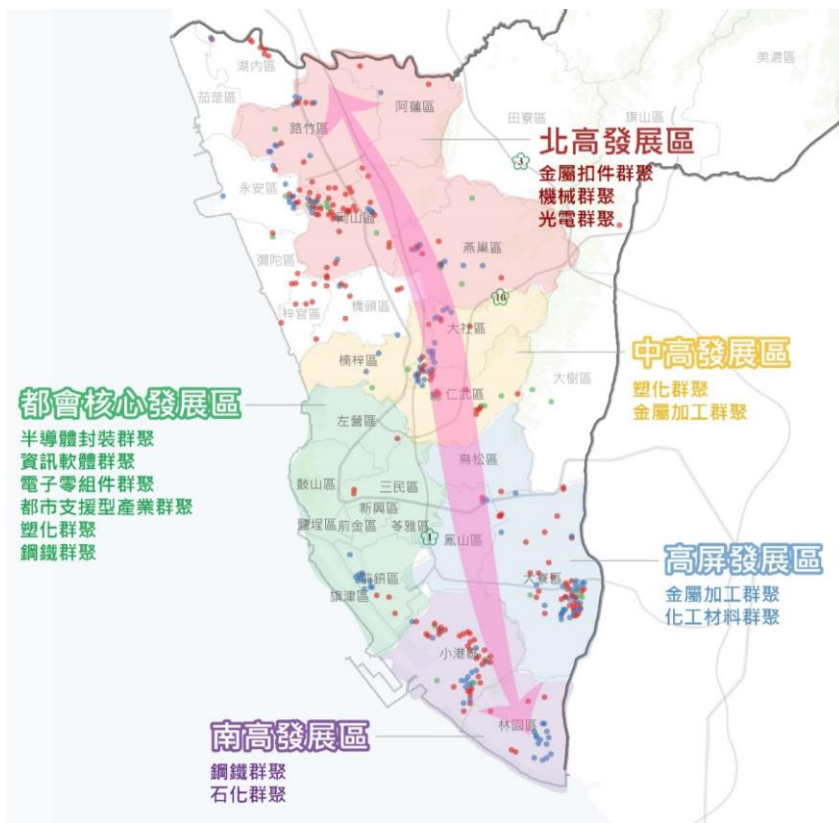 湖內區
美濃區
茄萣區
阿蓮區
田寮區
旗山區
路竹區
北高發展區
3
金屬扣件群聚
機械群聚
光電群聚
永安區
岡山區
燕巢區
彌陀區
10
梓官區
橋頭區
大社區
中高發展區
楠梓區
大樹區
塑化群聚
金屬加工群聚
仁武區
都會核心發展區
左營區
半導體封裝群聚
資訊軟體群聚
電子零組件群聚
都市支援型產業群聚
塑化群聚
鋼鐵群聚
鳥松區
鼓山區
三民區
新興區
鹽埕區
前金區
苓雅區
1
鳳山區
高屏發展區
前鎮區
大寮區
旗津區
金屬加工群聚
化工材料群聚
小港區
林園區
南高發展區
鋼鐵群聚
石化群聚